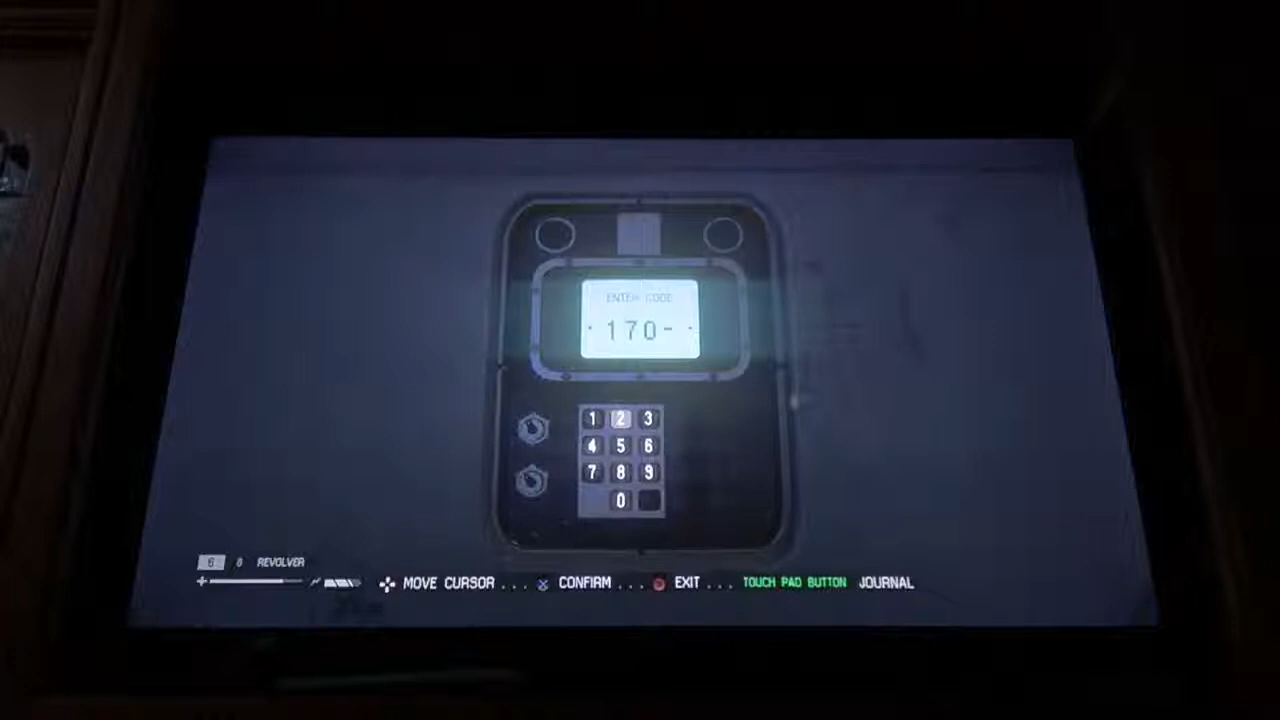 ENTER CODE
170-
1 2 3
4 5 6
7 8 9
0
6 / 0 REVOLVER
MOVE CURSOR ... CONFIRM ... EXIT ... TOUCH PAD BUTTON JOURNAL